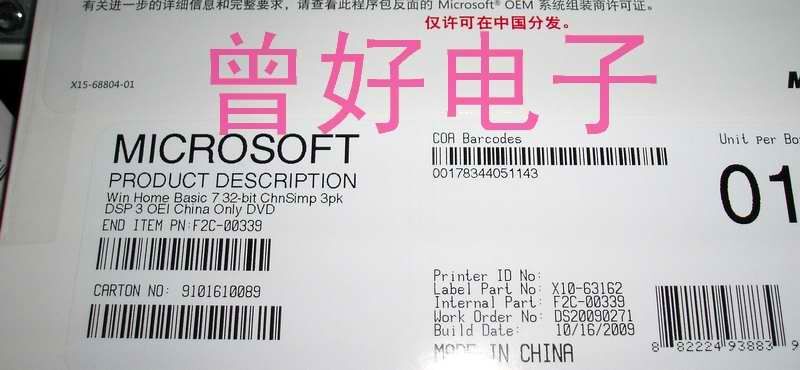 有关进一步的详细信息和完整要求，请查看此程序包反面的 Microsoft® OEM 系统组装商许可证。
仅许可在中国分发。
X15-68804-01
曾好电子
MICROSOFT
PRODUCT DESCRIPTION
Win Home Basic 7 32-bit ChnSimp 3pk
DSP 3 OEI China Only DVD
END ITEM PN:F2C-00339
CARTON NO: 9101610089
COA Barcodes
00178344051143
Unit per
01
Printer ID No:
Label Part No: X10-63162
Internal Part: F2C-00339
Work Order No: DS20090271
Build Date: 10/16/2009
MADE IN CHINA
8 82224 93883 9